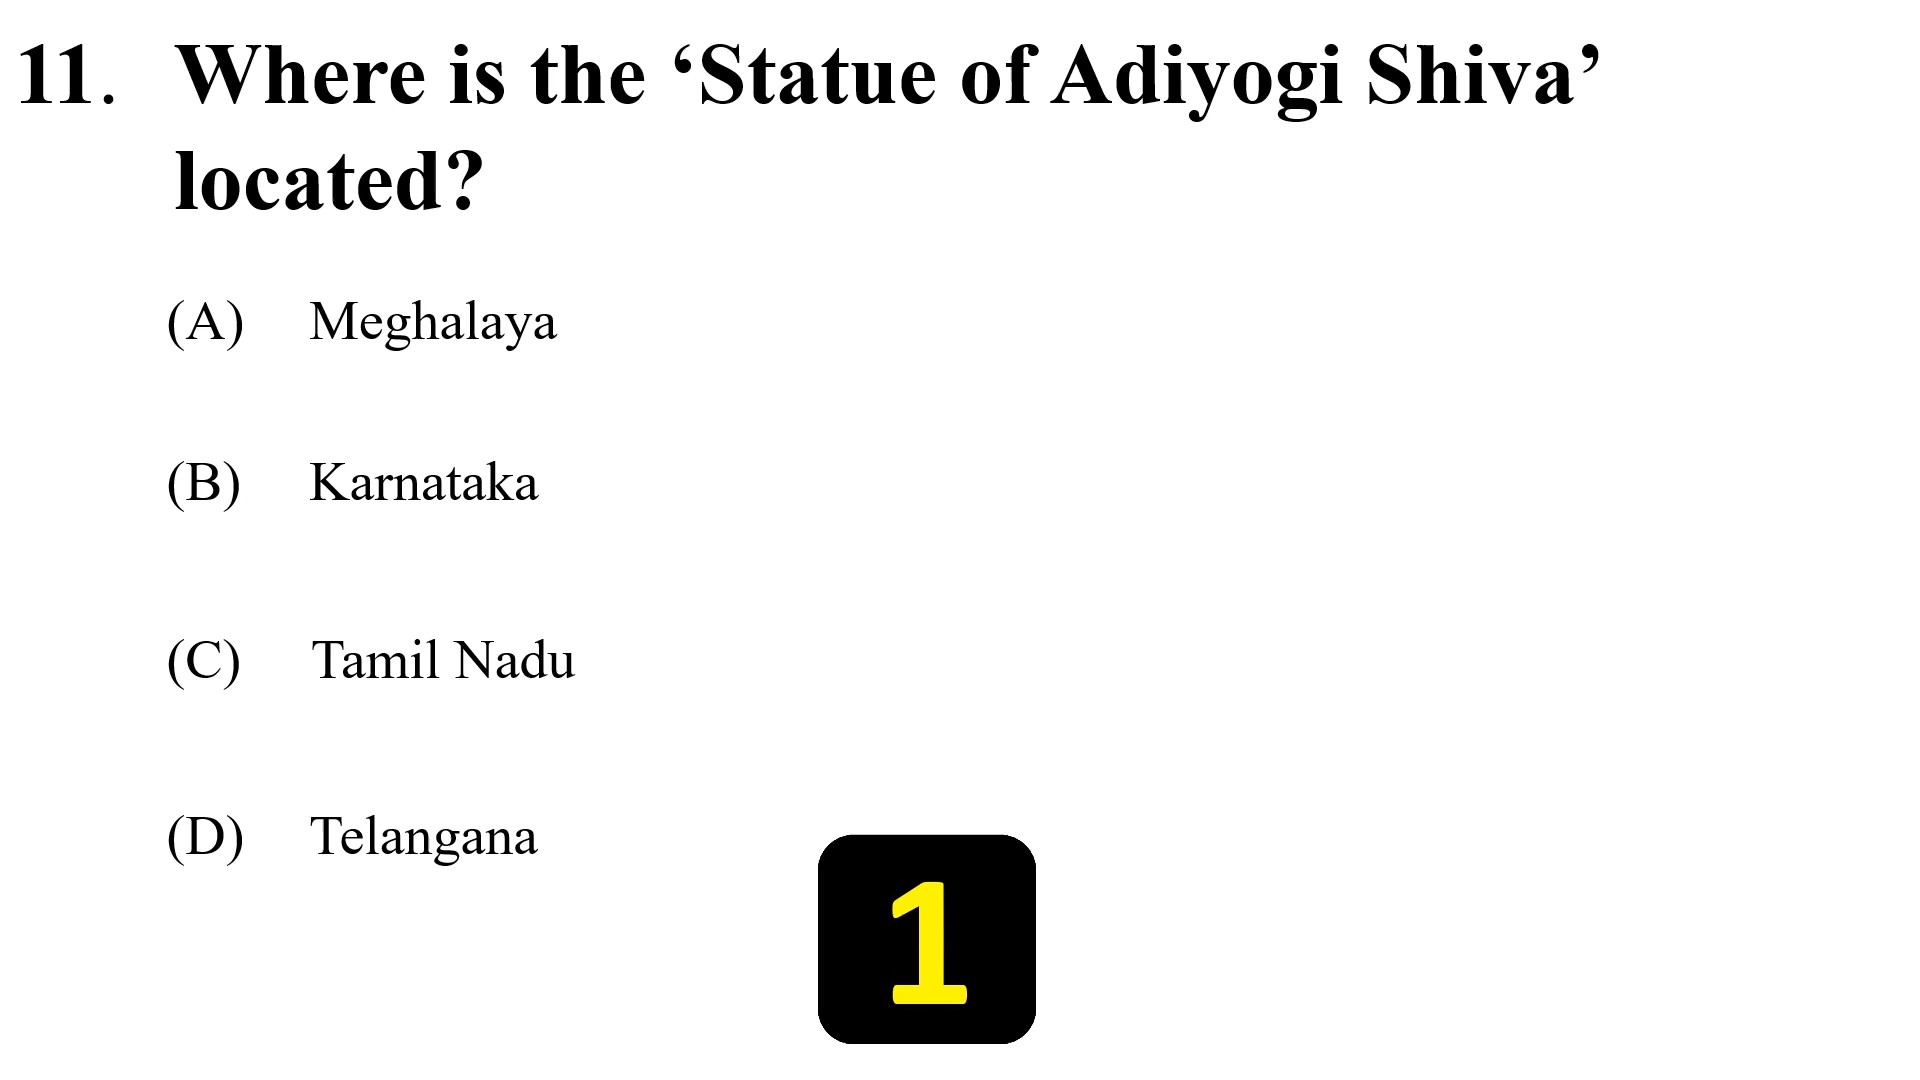 11. Where is the ‘Statue of Adiyogi Shiva’
located?
(A) Meghalaya
(B) Karnataka
(C) Tamil Nadu
(D) Telangana
1